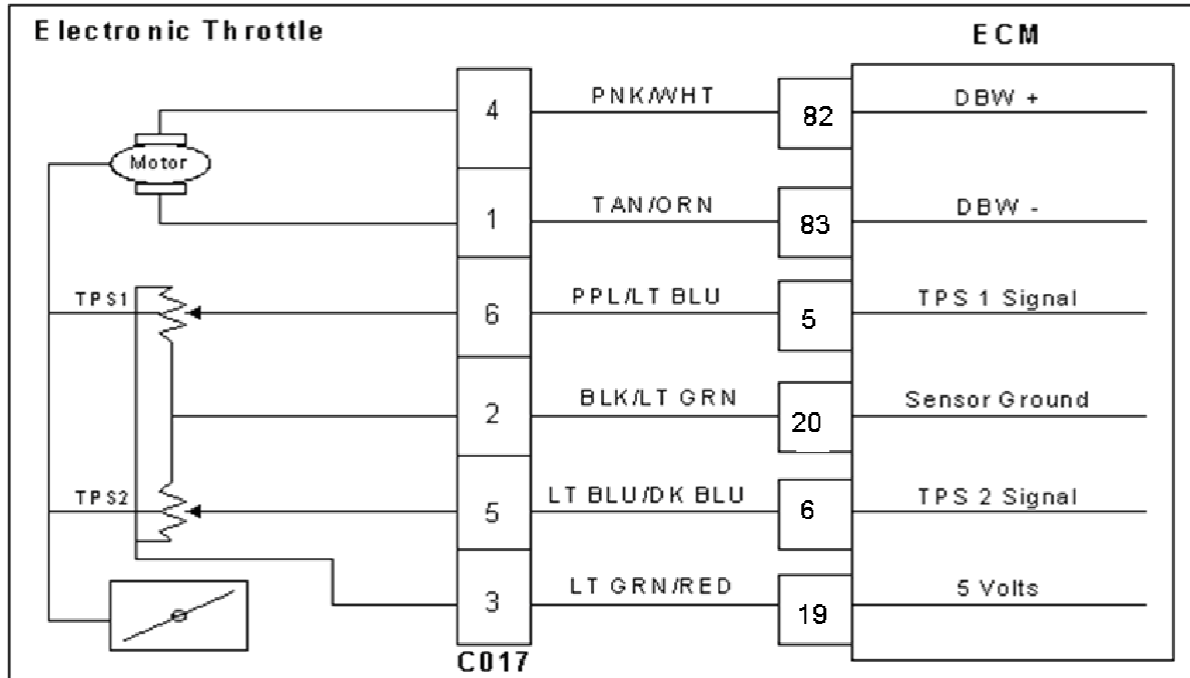 Electronic Throttle
ECM
4 PNK/WHT 82 DBW +
Motor
1 TAN/ORN 83 DBW -
TPS1 6 PPL/LT BLU 5 TPS 1 Signal
2 BLK/LT GRN 20 Sensor Ground
TPS2 5 LT BLU/DK BLU 6 TPS 2 Signal
3 LT GRN/RED 19 5 Volts
C017